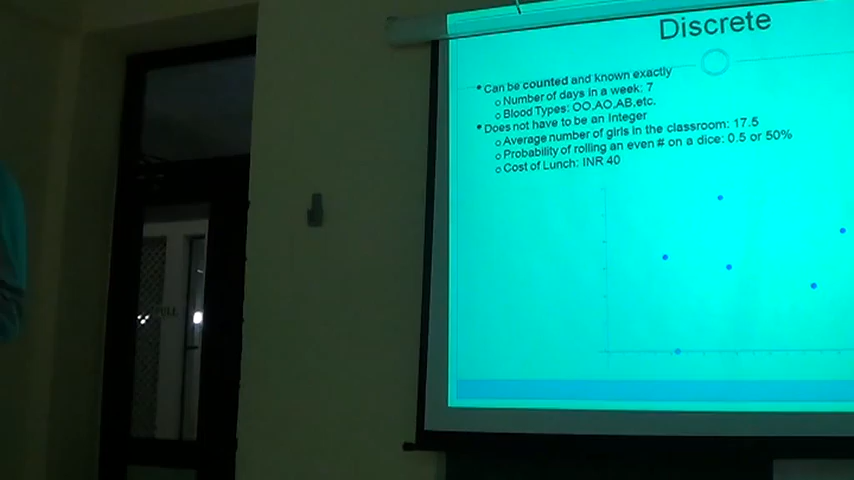 Discrete
• Can be counted and known exactly
o Number of days in a week: 7
o Blood Types: OO,AO,AB,etc.
• Does not have to be an Integer
o Average number of girls in the classroom: 17.5
o Probability of rolling an even # on a dice: 0.5 or 50%
o Cost of Lunch: INR 40